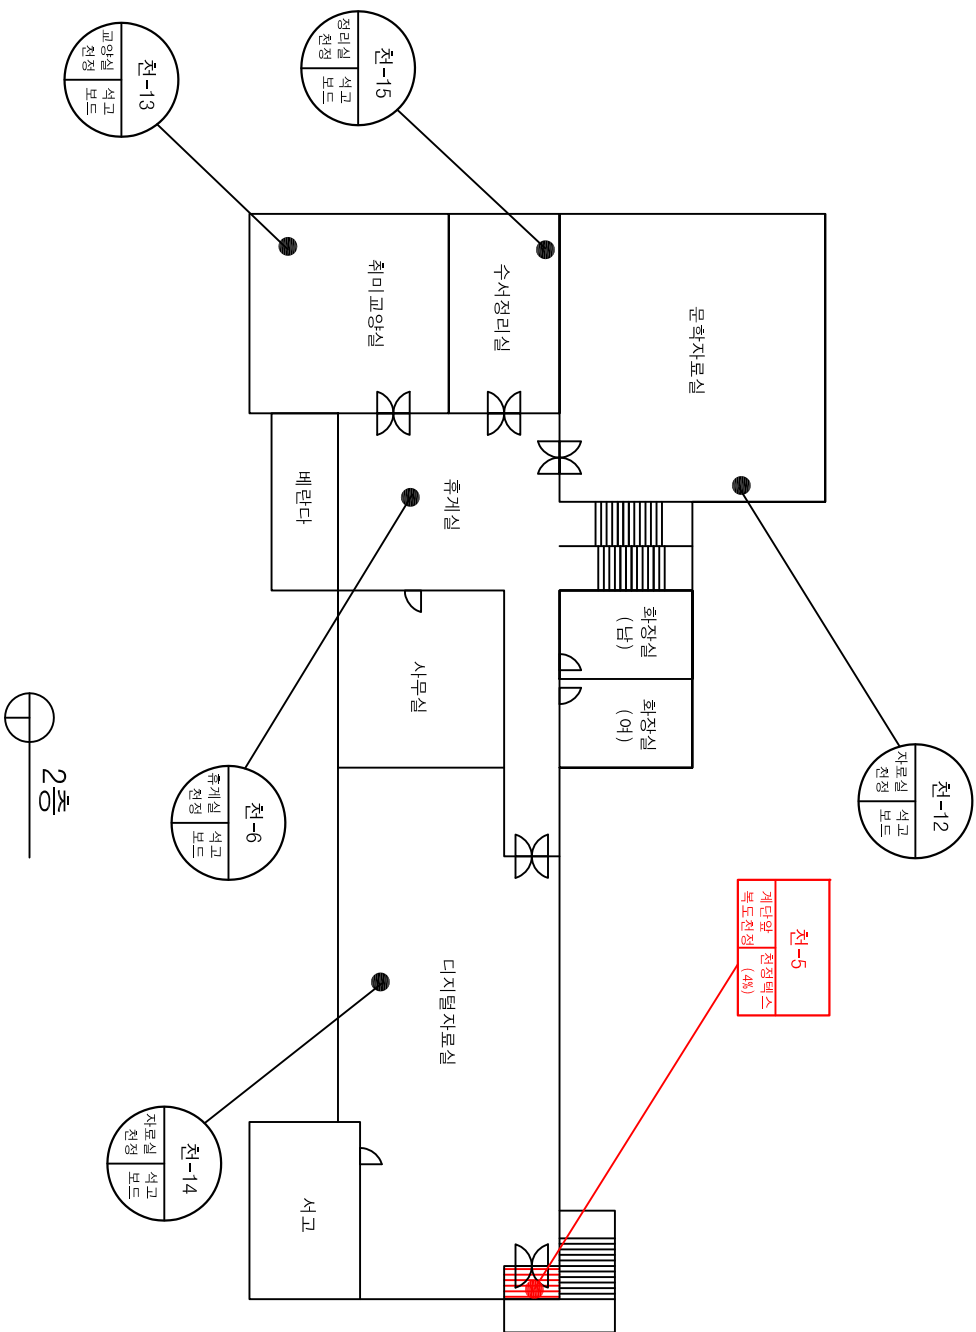 천-13
교양실
천정
석고
보드
천-15
정리실
천정
석고
보드
취미교양실
수서정리실
문학자료실
베란다
휴게실
화장실
(남)
화장실
(여)
사무실
천-12
자료실
천정
석고
보드
천-6
휴게실
천정
석고
보드
천-5
계단앞
복도천정
천정텍스
(4%)
디지털자료실
천-14
자료실
천정
석고
보드
서고
2층